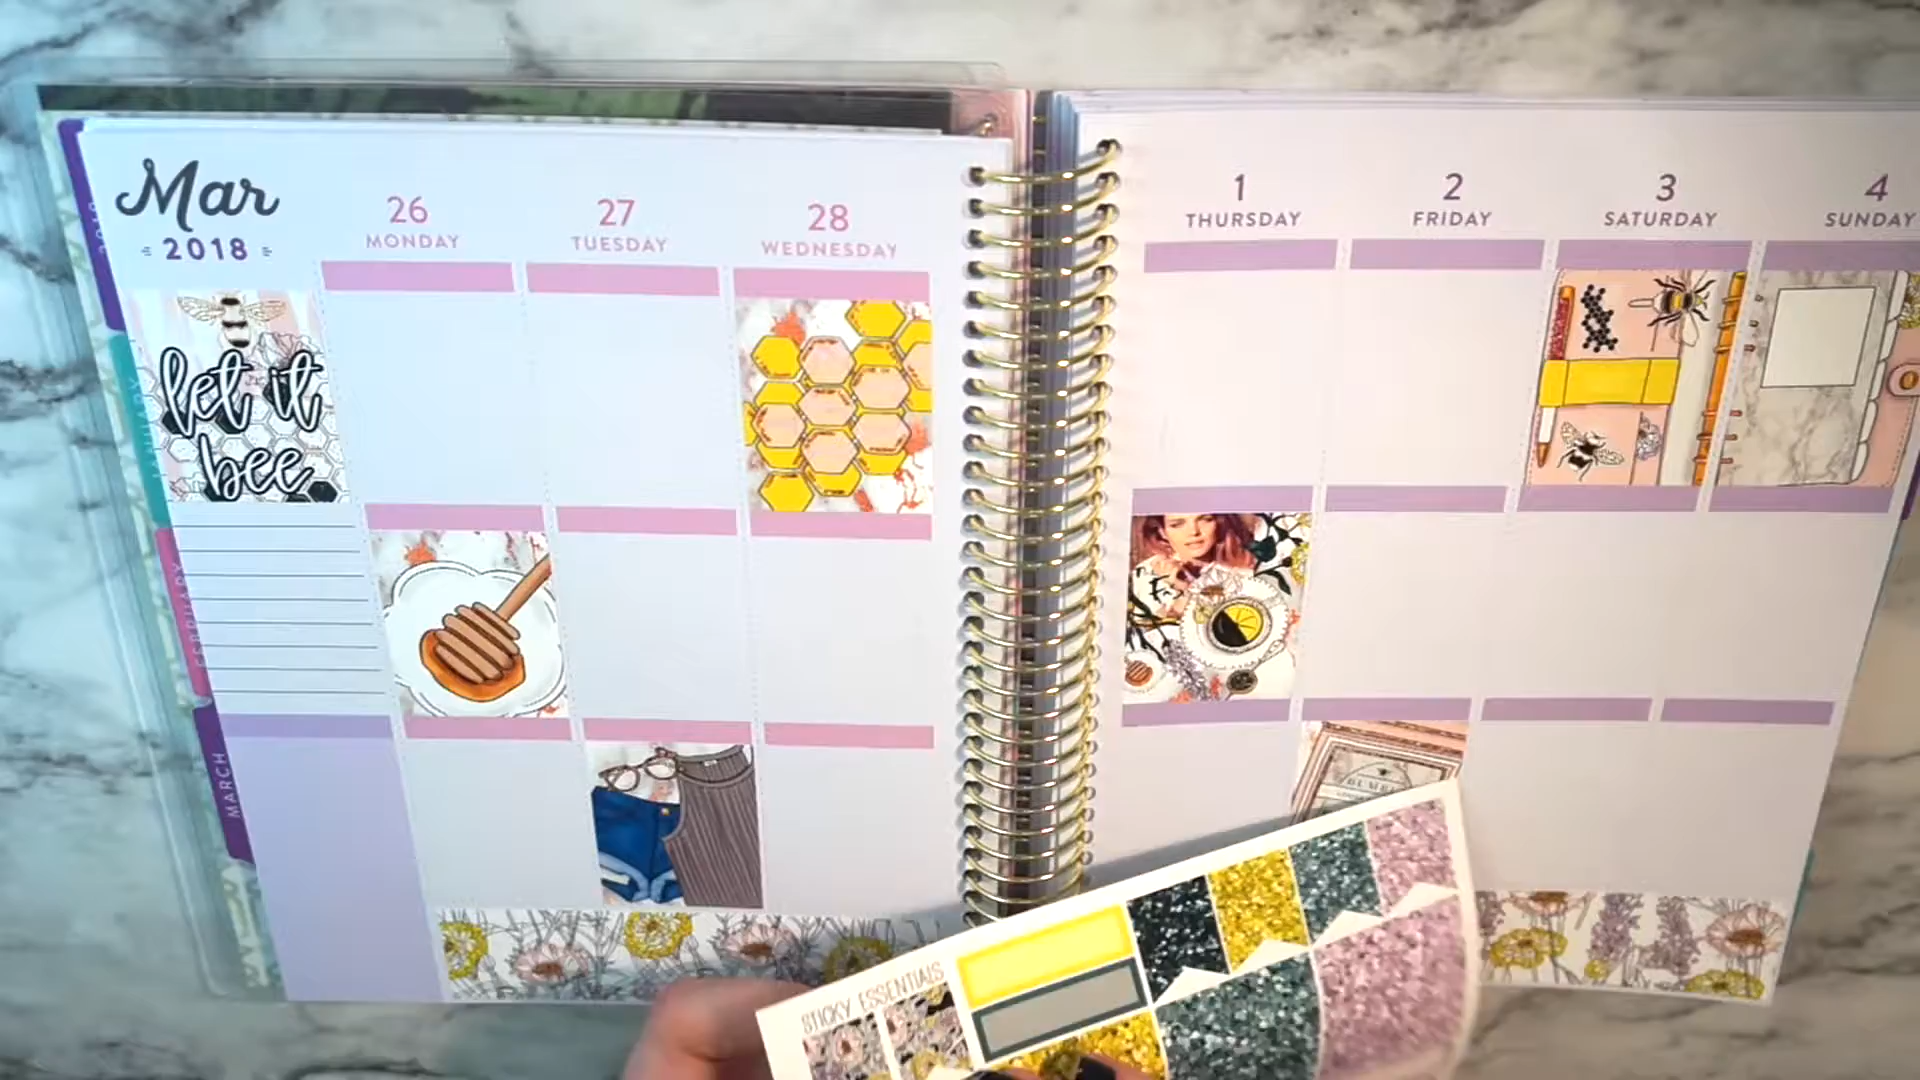 Mar
2018
26
MONDAY
27
TUESDAY
28
WEDNESDAY
1
THURSDAY
2
FRIDAY
3
SATURDAY
4
SUNDAY
let it
bee
JANUARY
FEBRUARY
MARCH
STICKY ESSENTIALS